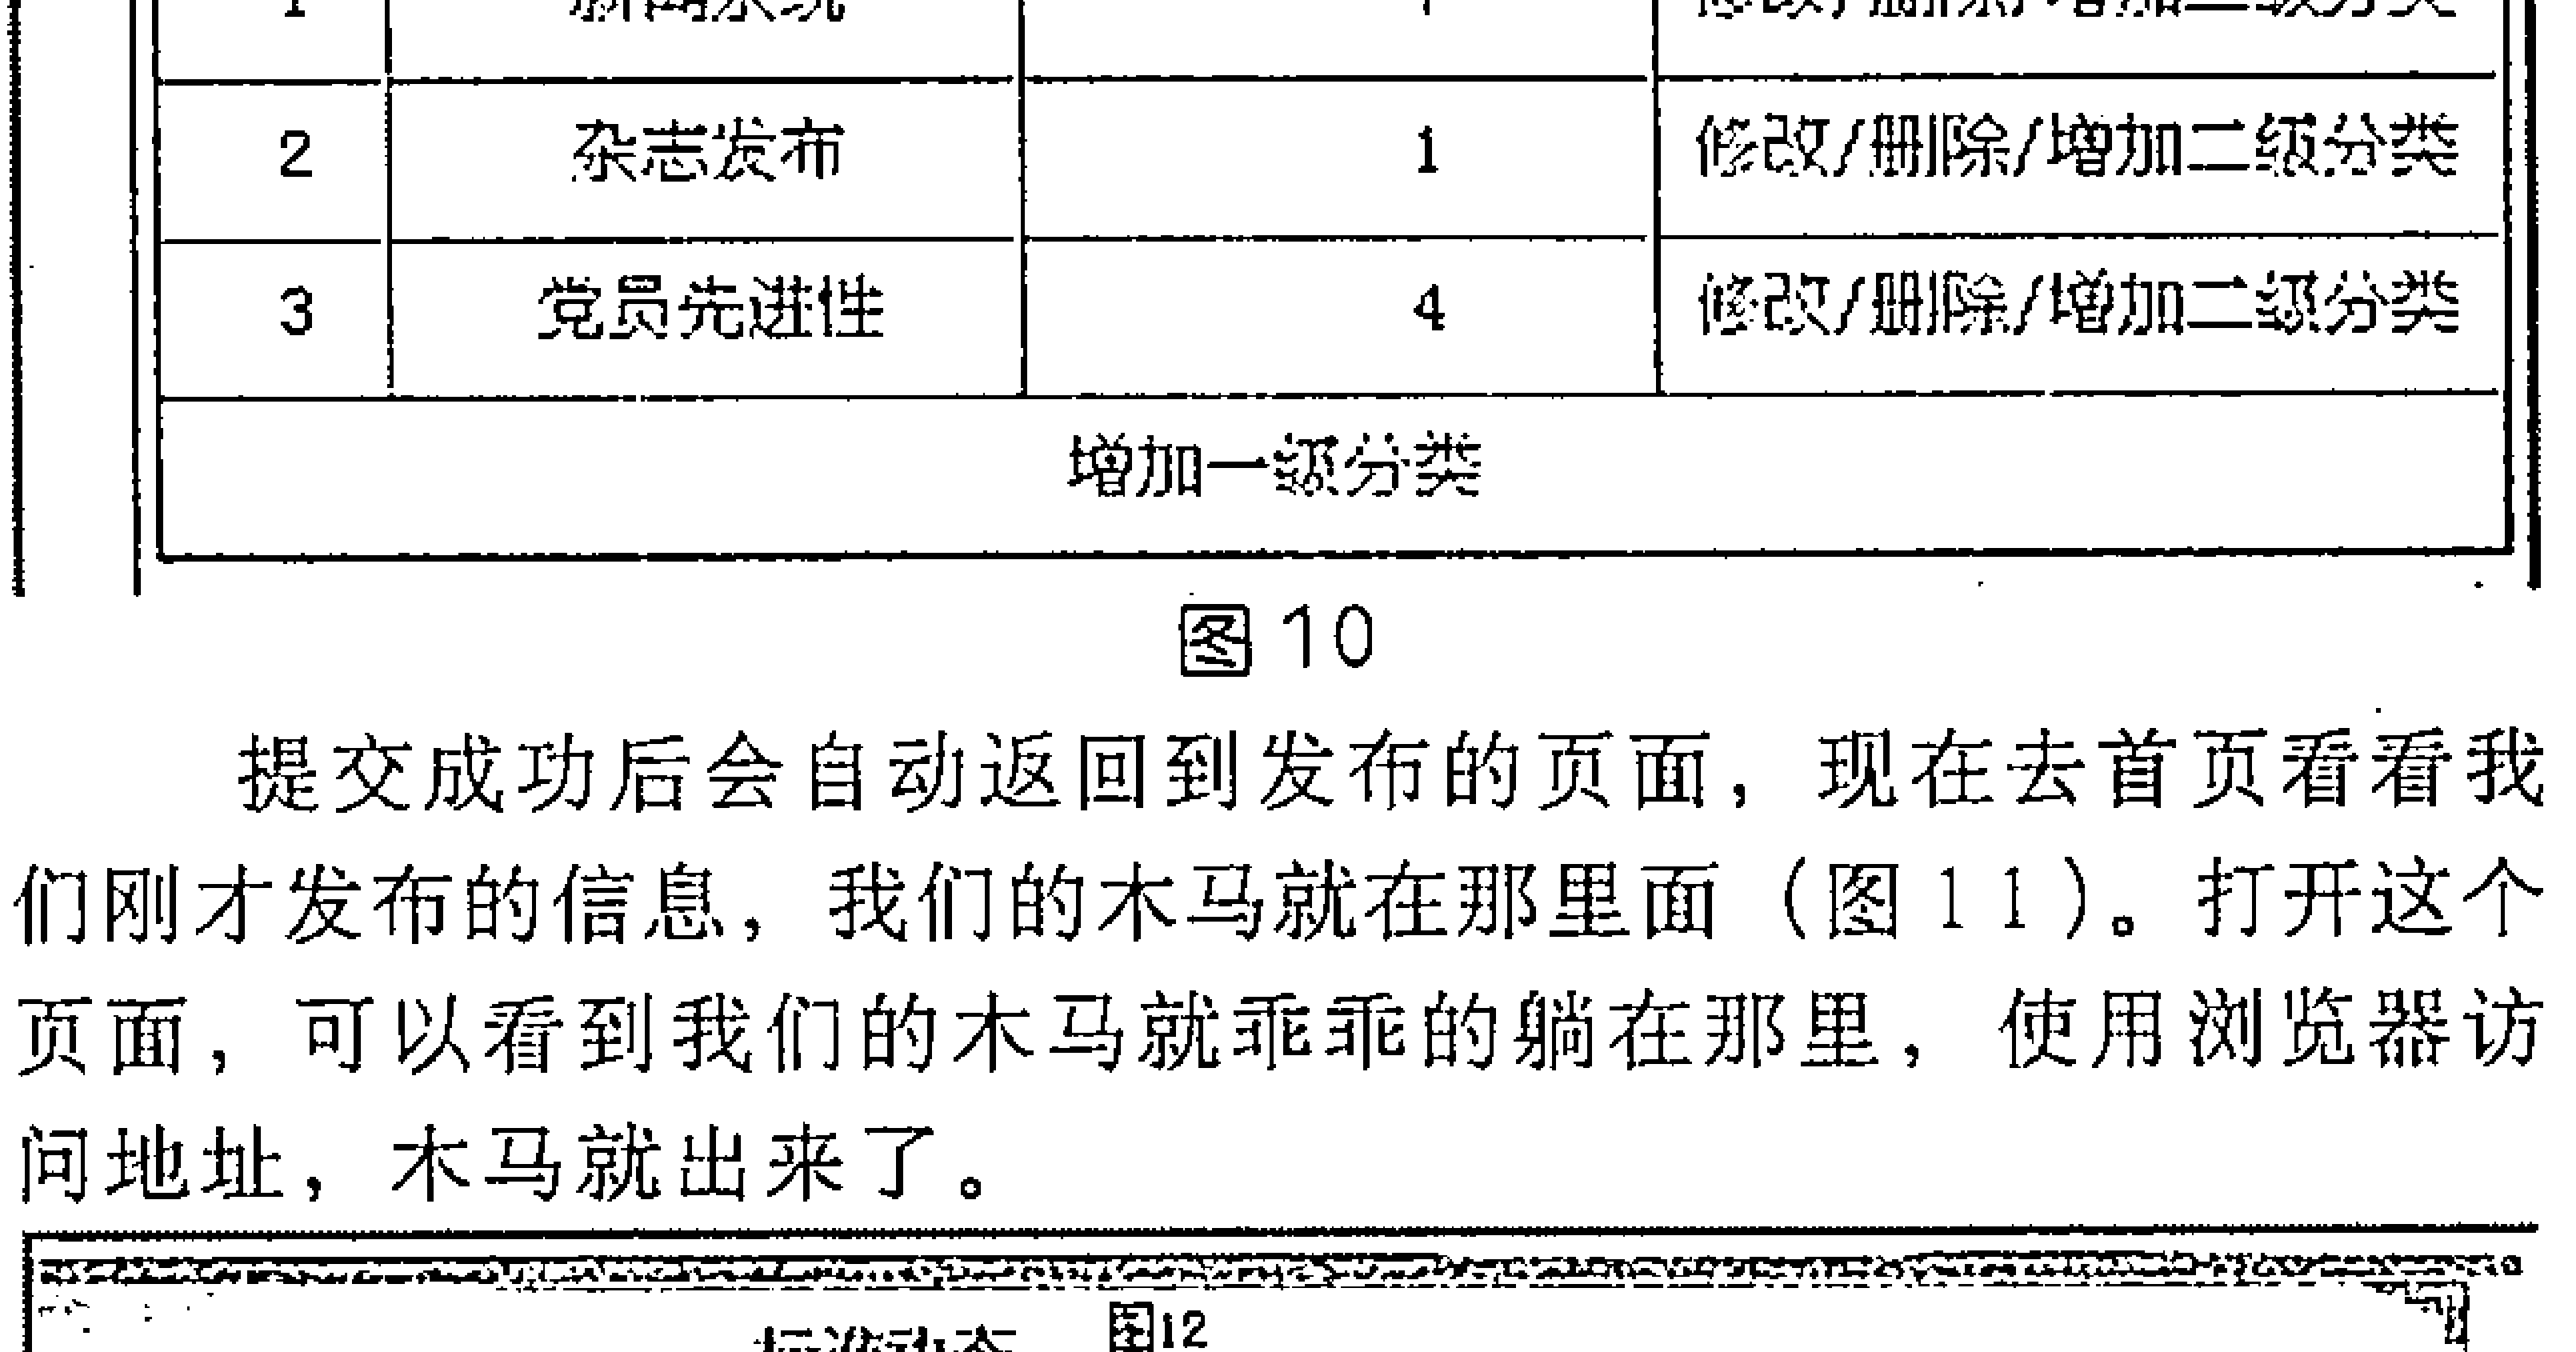 2 杂志发布 1 修改/删除/增加二级分类
3 党员先进性 4 修改/删除/增加二级分类
增加一级分类
图10
提交成功后会自动返回到发布的页面，现在去首页看看我
们刚才发布的信息，我们的木马就在那里面（图11）。打开这个
页面，可以看到我们的木马就乖乖的躺在那里，使用浏览器访
问地址，木马就出来了。
图12